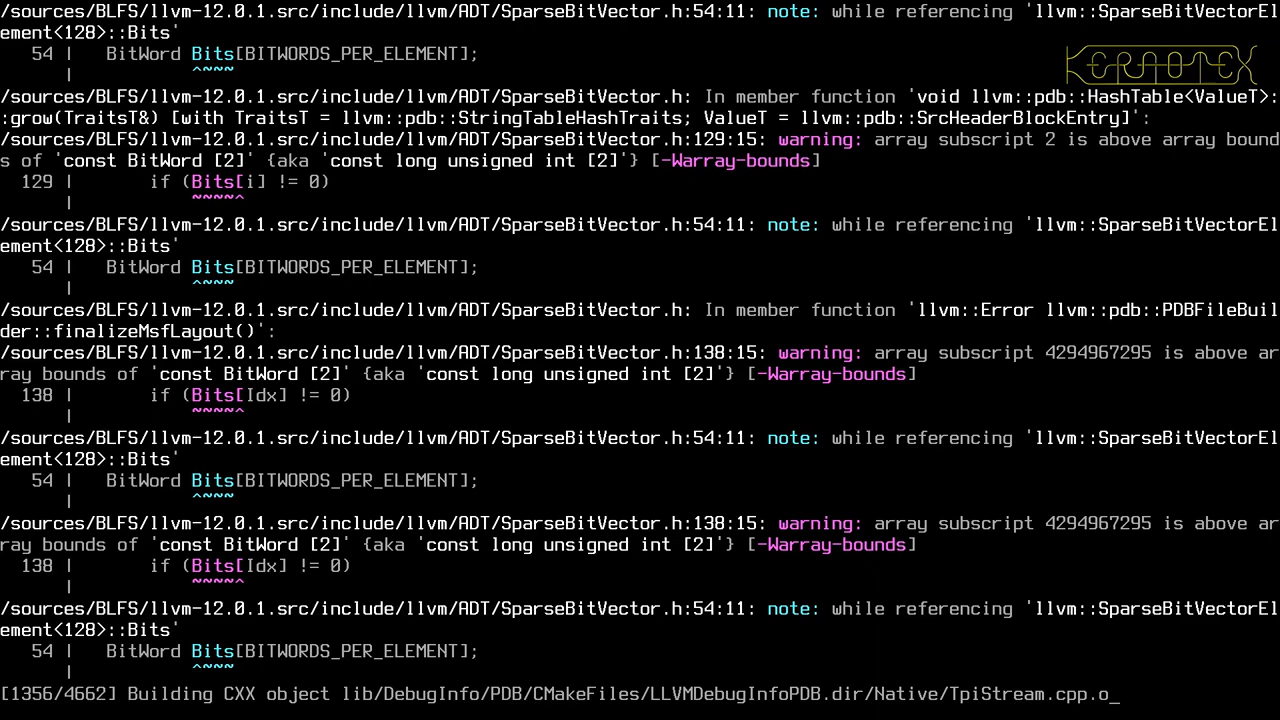 /sources/BLFS/llvm-12.0.1.src/include/llvm/ADT/SparseBitVector.h:54:11: note: while referencing 'llvm::SparseBitVectorEl
ement<128>::Bits'
   54 |   BitWord Bits[BITWORDS_PER_ELEMENT];
      |           ^~~~
KERNOTEX
/sources/BLFS/llvm-12.0.1.src/include/llvm/ADT/SparseBitVector.h: In member function 'void llvm::pdb::HashTable<ValueT>:
:grow(TraitsT&) [with TraitsT = llvm::pdb::StringTableHashTraits; ValueT = llvm::pdb::SrcHeaderBlockEntry]':
/sources/BLFS/llvm-12.0.1.src/include/llvm/ADT/SparseBitVector.h:129:15: warning: array subscript 2 is above array bound
s of 'const BitWord [2]' {aka 'const long unsigned int [2]'} [-Warray-bounds]
  129 |       if (Bits[i] != 0)
      |           ~~~~^
/sources/BLFS/llvm-12.0.1.src/include/llvm/ADT/SparseBitVector.h:54:11: note: while referencing 'llvm::SparseBitVectorEl
ement<128>::Bits'
   54 |   BitWord Bits[BITWORDS_PER_ELEMENT];
      |           ^~~~
/sources/BLFS/llvm-12.0.1.src/include/llvm/ADT/SparseBitVector.h: In member function 'llvm::Error llvm::pdb::PDBFileBuil
der::finalizeMsfLayout()':
/sources/BLFS/llvm-12.0.1.src/include/llvm/ADT/SparseBitVector.h:138:15: warning: array subscript 4294967295 is above ar
ray bounds of 'const BitWord [2]' {aka 'const long unsigned int [2]'} [-Warray-bounds]
  138 |       if (Bits[Idx] != 0)
      |           ~~~~^
/sources/BLFS/llvm-12.0.1.src/include/llvm/ADT/SparseBitVector.h:54:11: note: while referencing 'llvm::SparseBitVectorEl
ement<128>::Bits'
   54 |   BitWord Bits[BITWORDS_PER_ELEMENT];
      |           ^~~~
/sources/BLFS/llvm-12.0.1.src/include/llvm/ADT/SparseBitVector.h:138:15: warning: array subscript 4294967295 is above ar
ray bounds of 'const BitWord [2]' {aka 'const long unsigned int [2]'} [-Warray-bounds]
  138 |       if (Bits[Idx] != 0)
      |           ~~~~^
/sources/BLFS/llvm-12.0.1.src/include/llvm/ADT/SparseBitVector.h:54:11: note: while referencing 'llvm::SparseBitVectorEl
ement<128>::Bits'
   54 |   BitWord Bits[BITWORDS_PER_ELEMENT];
      |           ^~~~
[1356/4662] Building CXX object lib/DebugInfo/PDB/CMakeFiles/LLVMDebugInfoPDB.dir/Native/TpiStream.cpp.o_